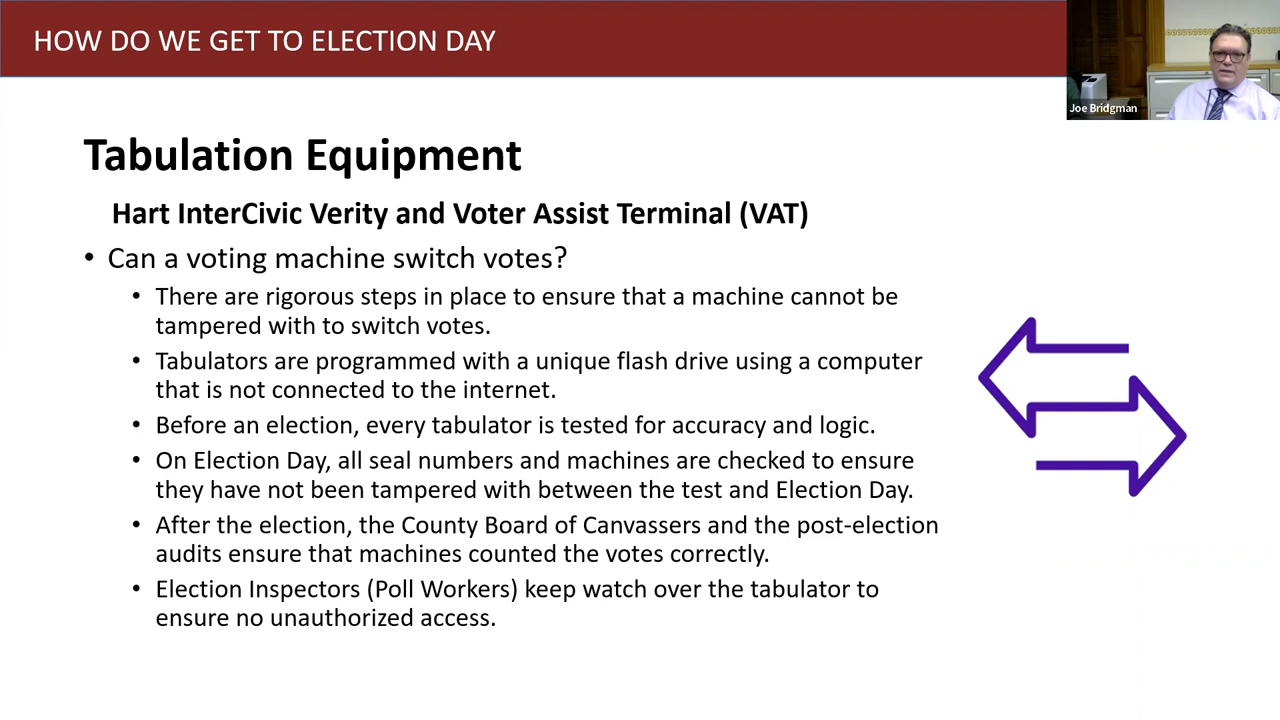 HOW DO WE GET TO ELECTION DAY
Joe Bridgman
Tabulation Equipment
Hart InterCivic Verity and Voter Assist Terminal (VAT)
• Can a voting machine switch votes?
• There are rigorous steps in place to ensure that a machine cannot be
tampered with to switch votes.
• Tabulators are programmed with a unique flash drive using a computer
that is not connected to the internet.
• Before an election, every tabulator is tested for accuracy and logic.
• On Election Day, all seal numbers and machines are checked to ensure
they have not been tampered with between the test and Election Day.
• After the election, the County Board of Canvassers and the post-election
audits ensure that machines counted the votes correctly.
• Election Inspectors (Poll Workers) keep watch over the tabulator to
ensure no unauthorized access.